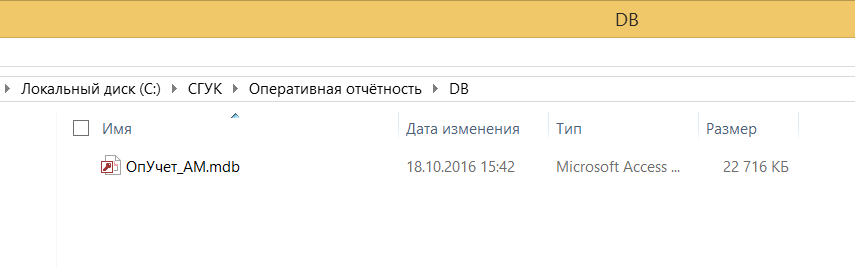 DB
Локальный диск (C:) СГУК Оперативная отчётность DB
Имя Дата изменения Тип Размер
ОпУчет_AM.mdb 18.10.2016 15:42 Microsoft Access ... 22 716 КБ